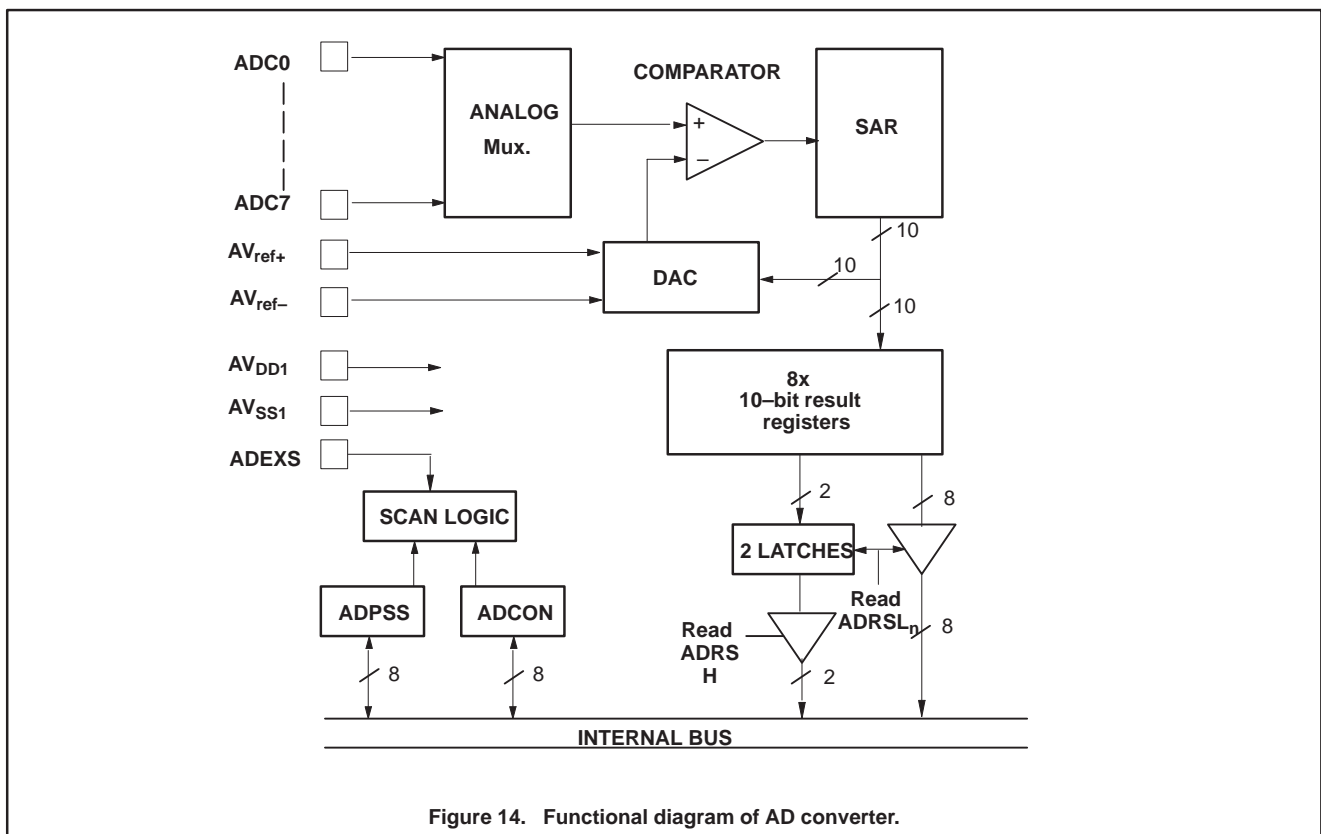 ADC0
ADC7
AVref+
AVref–
AVDD1
AVSS1
ADEXS
ANALOG
Mux.
COMPARATOR
+
–
SAR
10
DAC
10
10
8x
10–bit result
registers
2
8
SCAN LOGIC
2 LATCHES
ADPSS
ADCON
Read
ADRSLn
Read
ADRS
H
8
8
2
8
INTERNAL BUS
Figure 14. Functional diagram of AD converter.